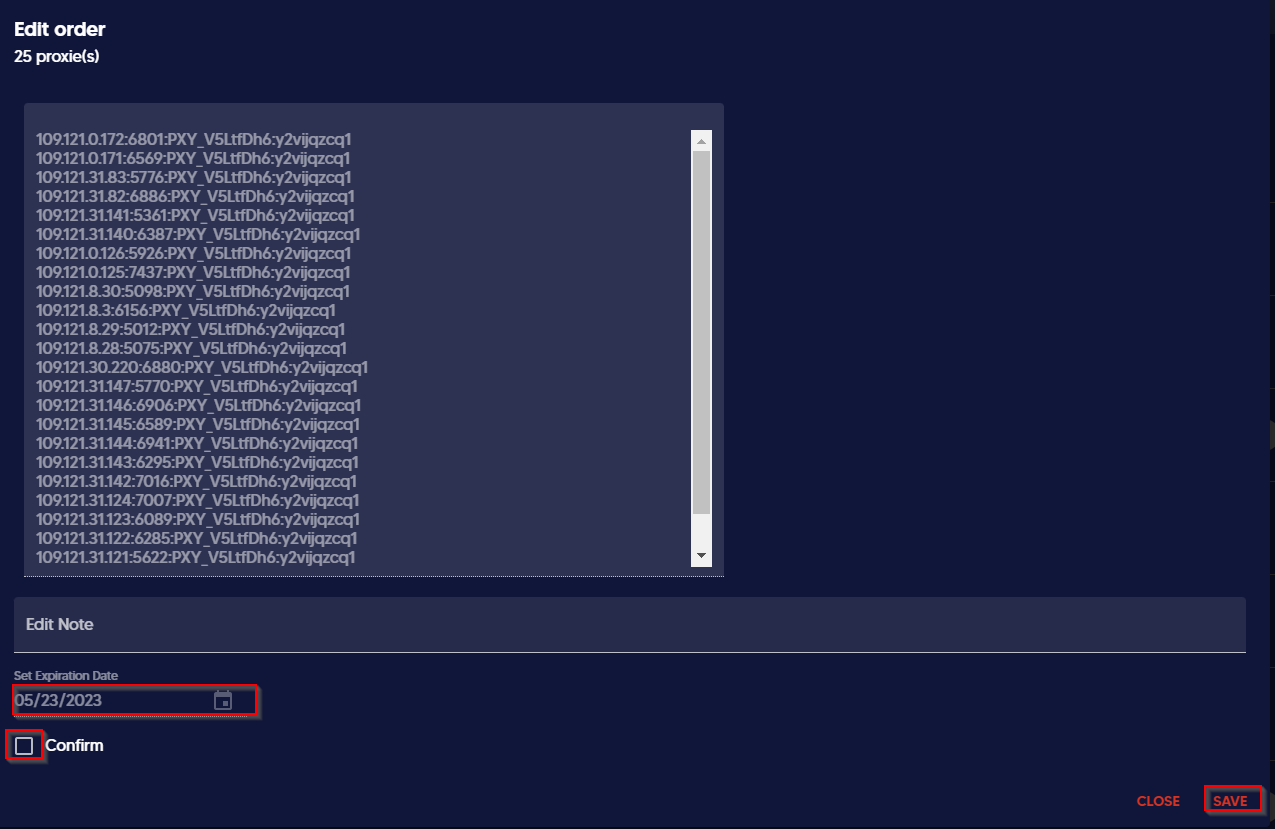 Edit order
25 proxie(s)
109.121.0.172:6801:PXY_V5LtfDh6:y2vijqzcq1
109.121.0.171:6569:PXY_V5LtfDh6:y2vijqzcq1
109.121.31.83:5776:PXY_V5LtfDh6:y2vijqzcq1
109.121.31.82:6886:PXY_V5LtfDh6:y2vijqzcq1
109.121.31.141:5361:PXY_V5LtfDh6:y2vijqzcq1
109.121.31.140:6387:PXY_V5LtfDh6:y2vijqzcq1
109.121.0.126:5926:PXY_V5LtfDh6:y2vijqzcq1
109.121.0.125:7437:PXY_V5LtfDh6:y2vijqzcq1
109.121.8.30:5098:PXY_V5LtfDh6:y2vijqzcq1
109.121.8.3:6156:PXY_V5LtfDh6:y2vijqzcq1
109.121.8.29:5012:PXY_V5LtfDh6:y2vijqzcq1
109.121.8.28:5075:PXY_V5LtfDh6:y2vijqzcq1
109.121.30.220:6880:PXY_V5LtfDh6:y2vijqzcq1
109.121.31.147:5770:PXY_V5LtfDh6:y2vijqzcq1
109.121.31.146:6906:PXY_V5LtfDh6:y2vijqzcq1
109.121.31.145:6589:PXY_V5LtfDh6:y2vijqzcq1
109.121.31.144:6941:PXY_V5LtfDh6:y2vijqzcq1
109.121.31.143:6295:PXY_V5LtfDh6:y2vijqzcq1
109.121.31.142:7016:PXY_V5LtfDh6:y2vijqzcq1
109.121.31.124:7007:PXY_V5LtfDh6:y2vijqzcq1
109.121.31.123:6089:PXY_V5LtfDh6:y2vijqzcq1
109.121.31.122:6285:PXY_V5LtfDh6:y2vijqzcq1
109.121.31.121:5622:PXY_V5LtfDh6:y2vijqzcq1
Edit Note
Set Expiration Date
05/23/2023
Confirm
CLOSE SAVE